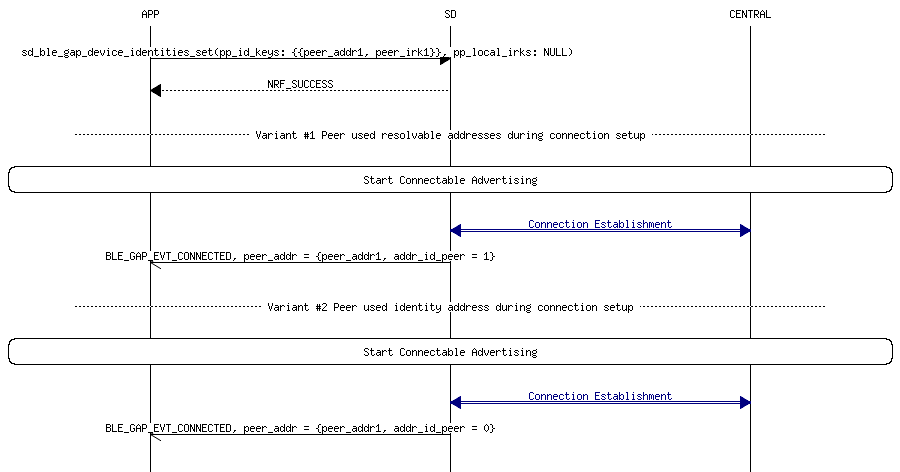 APP SD CENTRAL
sd_ble_gap_device_identities_set(pp_id_keys: {{peer_addr1, peer_irk1}}, pp_local_irks: NULL)
NRF_SUCCESS
Variant #1 Peer used resolvable addresses during connection setup
Start Connectable Advertising
Connection Establishment
BLE_GAP_EVT_CONNECTED, peer_addr = {peer_addr1, addr_id_peer = 1}
Variant #2 Peer used identity address during connection setup
Start Connectable Advertising
Connection Establishment
BLE_GAP_EVT_CONNECTED, peer_addr = {peer_addr1, addr_id_peer = 0}